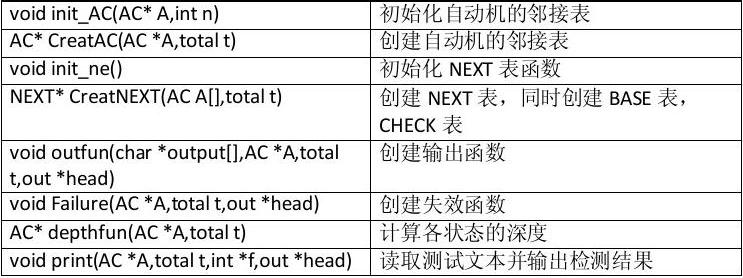 void init_AC(AC* A,int n) 初始化自动机的邻接表
AC* CreatAC(AC *A,total t) 创建自动机的邻接表
void init_ne() 初始化 NEXT 表函数
NEXT* CreatNEXT(AC A[],total t) 创建 NEXT 表，同时创建 BASE 表，
CHECK 表
void outfun(char *output[],AC *A,total 创建输出函数
t,out *head)
void Failure(AC *A,total t,out *head) 创建失效函数
AC* depthfun(AC *A,total t) 计算各状态的深度
void print(AC *A,total t,int *f,out *head) 读取测试文本并输出检测结果